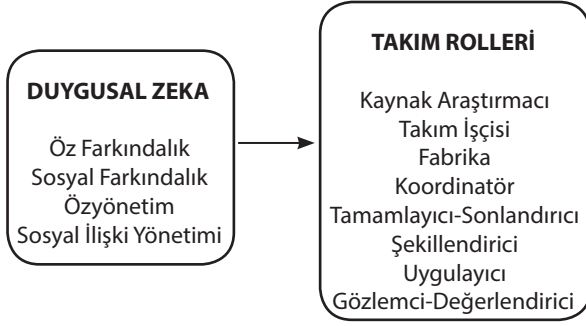 DUYGUSAL ZEKA
Öz Farkındalık
Sosyal Farkındalık
Özyönetim
Sosyal İlişki Yönetimi
TAKIM ROLLERİ
Kaynak Araştırmacı
Takım İşçisi
Fabrika
Koordinatör
Tamamlayıcı-Sonlandırıcı
Şekillendirici
Uygulayıcı
Gözlemci-Değerlendirici